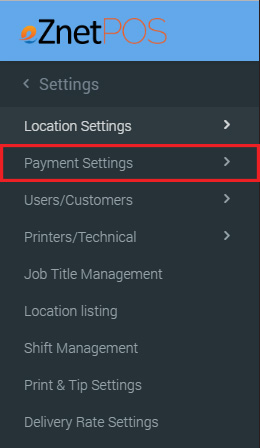 eZnetPOS
Settings
Location Settings
Payment Settings
Users/Customers
Printers/Technical
Job Title Management
Location listing
Shift Management
Print & Tip Settings
Delivery Rate Settings